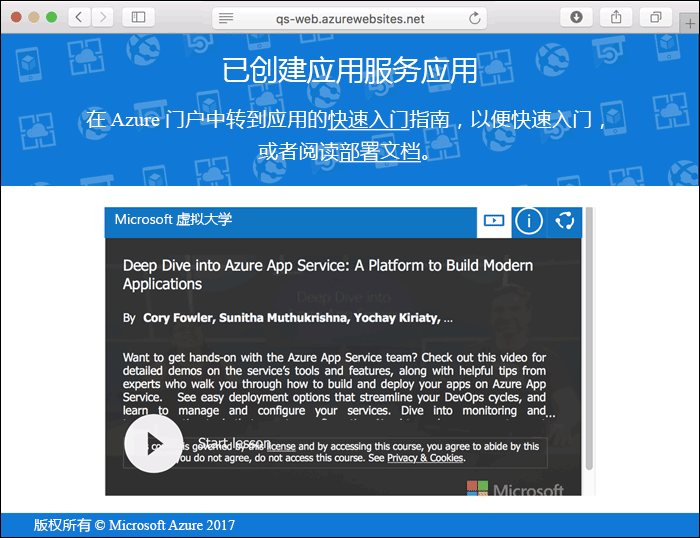 qs-web.azurewebsites.net
已创建应用服务应用
在 Azure 门户中转到应用的快速入门指南，以便快速入门，
或者阅读部署文档。
Microsoft 虚拟大学
Deep Dive into Azure App Service: A Platform to Build Modern
Applications
By Cory Fowler, Sunitha Muthukrishna, Yochay Kiriaty, ...
Want to get hands-on with the Azure App Service team? Check out this video for
detailed demos on the service's tools and features, along with helpful tips from
experts who walk you through how to build and deploy your apps on Azure App
Service. See easy deployment options that streamline your DevOps cycles, and
learn to manage and configure your services. Dive into monitoring and
...
Start lesson
governed by this license and by accessing this course, you agree to abide by this
you do not agree, do not access this course. See Privacy & Cookies.
Microsoft
版权所有 © Microsoft Azure 2017